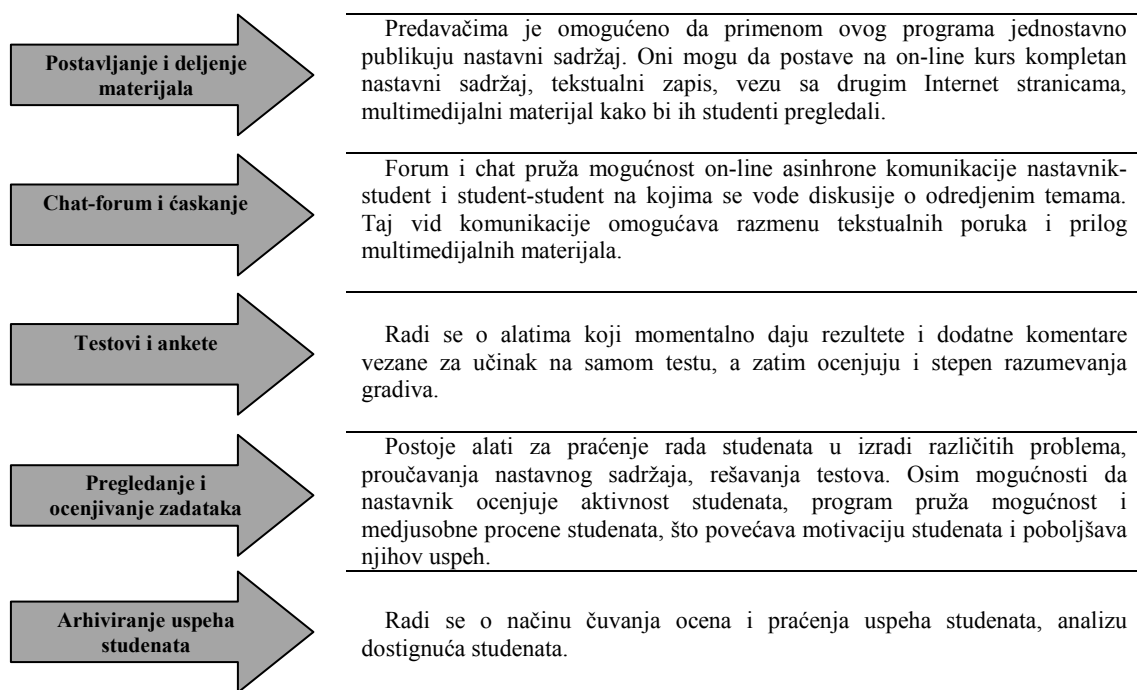 Postavljanje i deljenje
materijala
Predavačima je omogućeno da primenom ovog programa jednostavno
publikuju nastavni sadržaj. Oni mogu da postave na on-line kurs kompletan
nastavni sadržaj, tekstualni zapis, vezu sa drugim Internet stranicama,
multimedijalni materijal kako bi ih studenti pregledali.
Chat-forum i ćaskanje
Forum i chat pruža mogućnost on-line asinhrone komunikacije nastavnik-
student i student-student na kojima se vode diskusije o odredjenim temama.
Taj vid komunikacije omogućava razmenu tekstualnih poruka i prilog
multimedijalnih materijala.
Testovi i ankete
Radi se o alatima koji momentalno daju rezultete i dodatne komentare
vezane za učinak na samom testu, a zatim ocenjuju i stepen razumevanja
gradiva.
Pregledanje i
ocenjivanje zadataka
Postoje alati za praćenje rada studenata u izradi različitih problema,
proučavanja nastavnog sadržaja, rešavanja testova. Osim mogućnosti da
nastavnik ocenjuje aktivnost studenata, program pruža mogućnost i
medjusobne procene studenata, što povećava motivaciju studenata i poboljšava
njihov uspeh.
Arhiviranje uspeha
studenata
Radi se o načinu čuvanja ocena i praćenja uspeha studenata, analizu
dostignuća studenata.